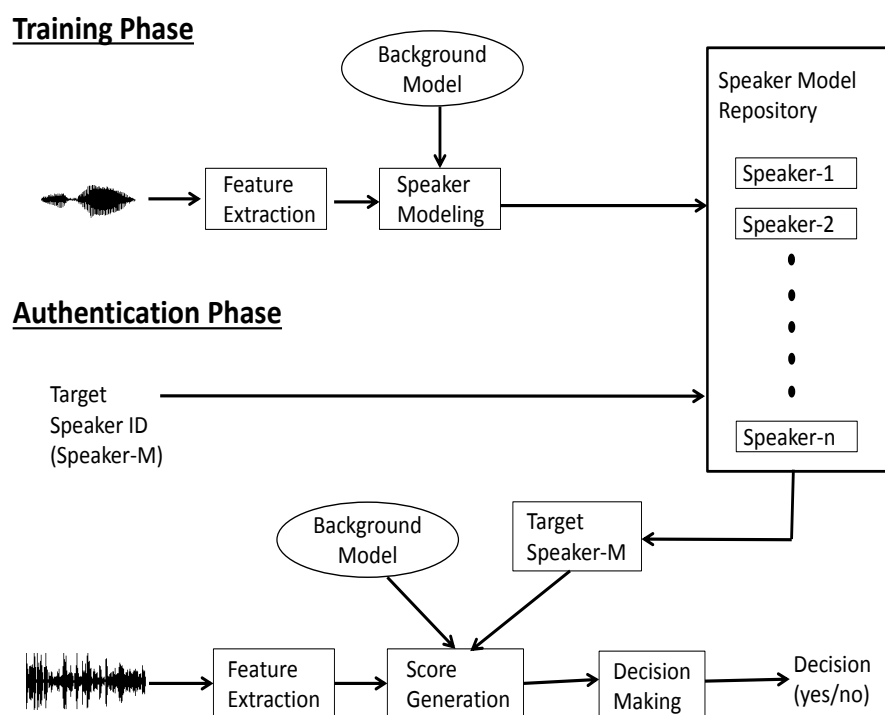 Training Phase
Background
Model
Speaker Model
Repository
Feature
Extraction
Speaker
Modeling
Speaker-1
Speaker-2
Authentication Phase
Target
Speaker ID
(Speaker-M)
Speaker-n
Background
Model
Target
Speaker-M
Feature
Extraction
Score
Generation
Decision
Making
Decision
(yes/no)